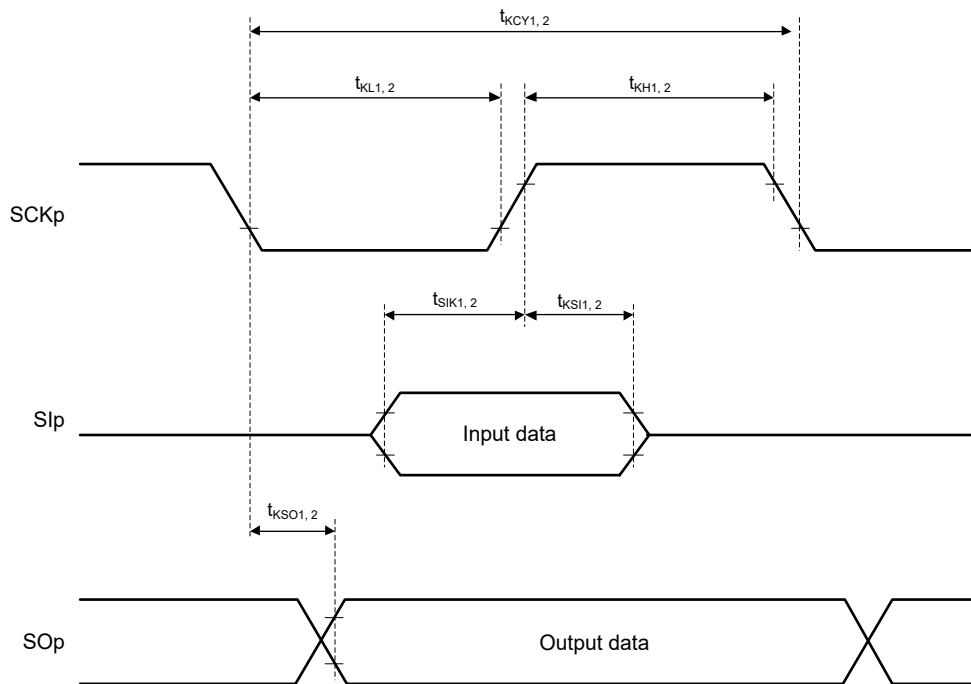 tKCY1, 2
tKL1, 2
tKH1, 2
SCKp
tSIK1, 2
tKSI1, 2
SIp
Input data
tKSO1, 2
SOp
Output data